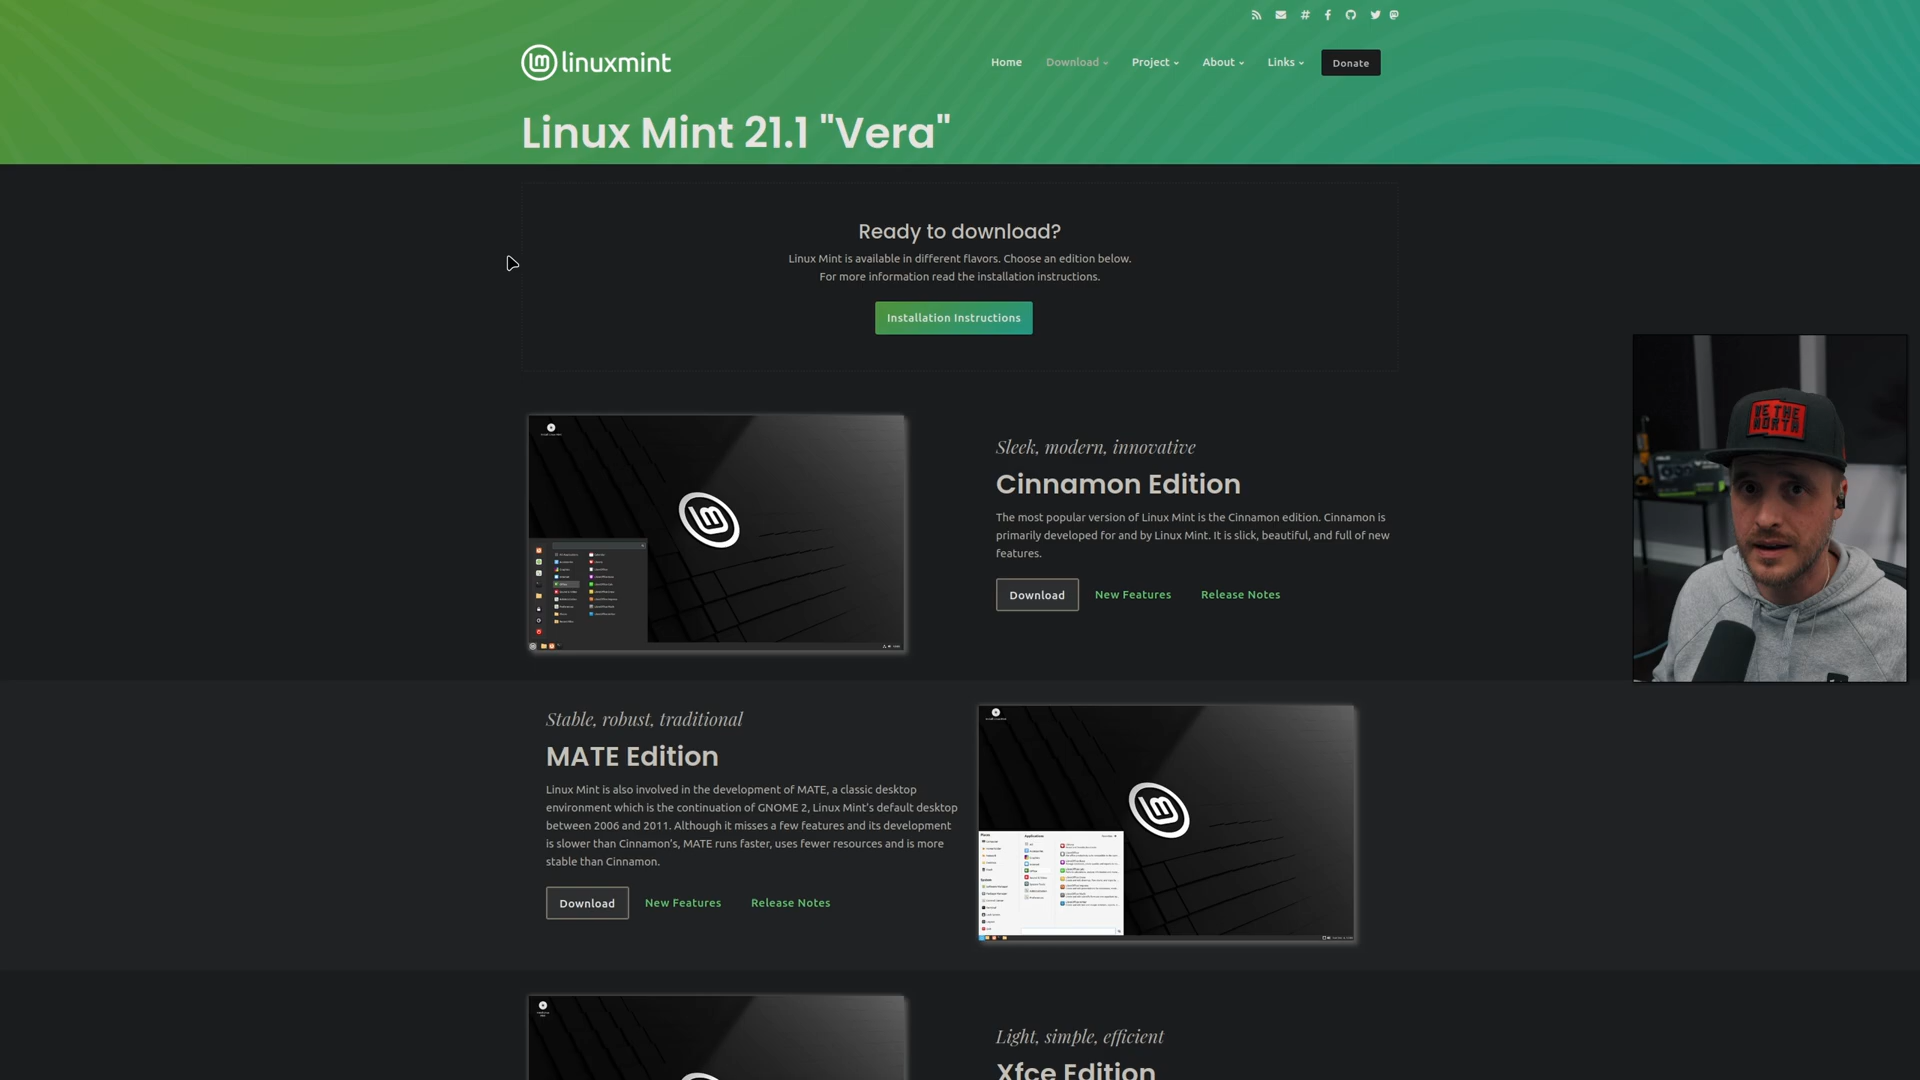 linuxmint
Home
Download
Project
About
Links
Donate
Linux Mint 21.1 "Vera"
Ready to download?
Linux Mint is available in different flavors. Choose an edition below.
For more information read the installation instructions.
Installation Instructions
Sleek, modern, innovative
Cinnamon Edition
The most popular version of Linux Mint is the Cinnamon edition. Cinnamon is
primarily developed for and by Linux Mint. It is slick, beautiful, and full of new
features.
Download
New Features
Release Notes
WE THE
NORTH
Stable, robust, traditional
MATE Edition
Linux Mint is also involved in the development of MATE, a classic desktop
environment which is the continuation of GNOME 2, Linux Mint's default desktop
between 2006 and 2011. Although it misses a few features and its development
is slower than Cinnamon's, MATE runs faster, uses fewer resources and is more
stable than Cinnamon.
Download
New Features
Release Notes
Light, simple, efficient
Xfce Edition